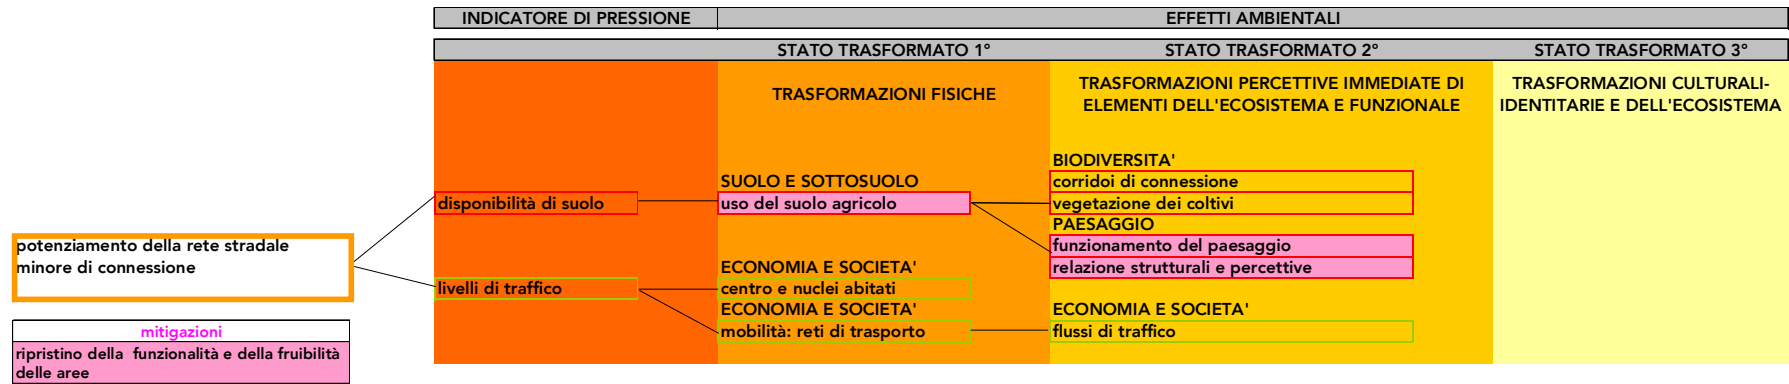 INDICATORE DI PRESSIONE
EFFETTI AMBIENTALI
STATO TRASFORMATO 1°
STATO TRASFORMATO 2°
STATO TRASFORMATO 3°
TRASFORMAZIONI FISICHE
TRASFORMAZIONI PERCETTIVE IMMEDIATE DI
ELEMENTI DELL'ECOSISTEMA E FUNZIONALE
TRASFORMAZIONI CULTURALI-
IDENTITARIE E DELL'ECOSISTEMA
BIODIVERSITA'
SUOLO E SOTTOSUOLO
corridoi di connessione
disponibilità di suolo
uso del suolo agricolo
vegetazione dei coltivi
PAESAGGIO
potenziamento della rete stradale
minore di connessione
funzionamento del paesaggio
ECONOMIA E SOCIETA'
relazione strutturali e percettive
livelli di traffico
centro e nuclei abitati
ECONOMIA E SOCIETA'
ECONOMIA E SOCIETA'
mobilità: reti di trasporto
flussi di traffico
mitigazioni
ripristino della funzionalità e della fruibilità
delle aree